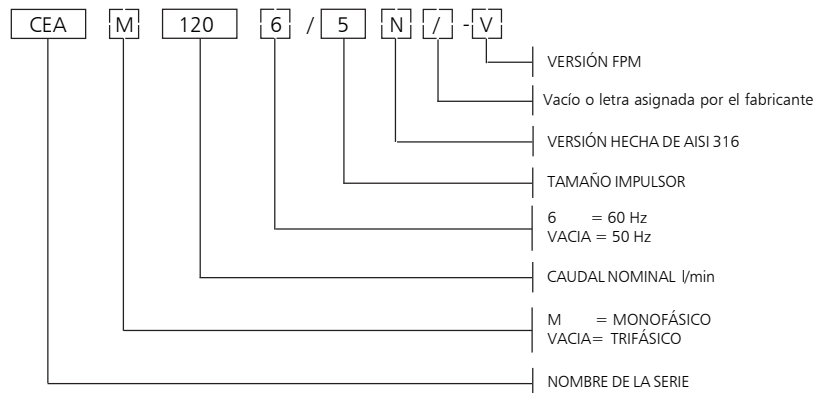 CEA M 120 6 / 5 N / - V
VERSIÓN FPM
Vacío o letra asignada por el fabricante
VERSIÓN HECHA DE AISI 316
TAMAÑO IMPULSOR
6 = 60 Hz
VACIA = 50 Hz
CAUDAL NOMINAL l/min
M = MONOFÁSICO
VACIA= TRIFÁSICO
NOMBRE DE LA SERIE